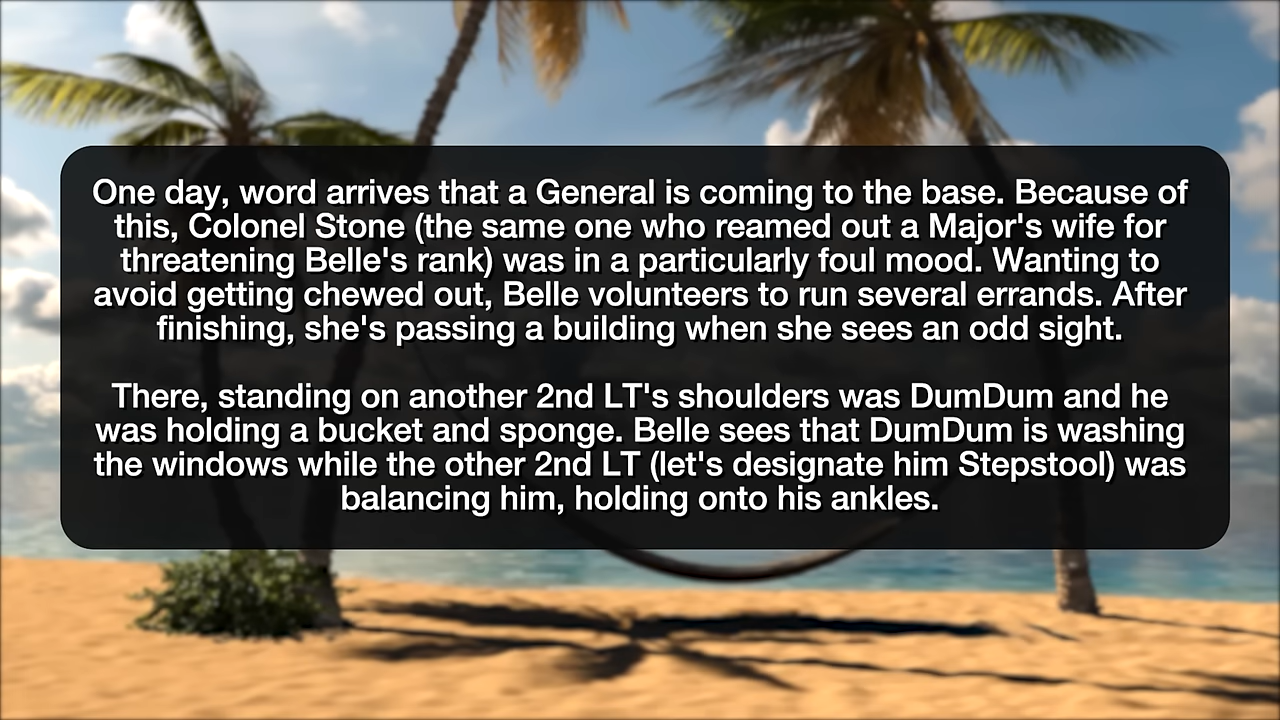 One day, word arrives that a General is coming to the base. Because of
this, Colonel Stone (the same one who reamed out a Major's wife for
threatening Belle's rank) was in a particularly foul mood. Wanting to
avoid getting chewed out, Belle volunteers to run several errands. After
finishing, she's passing a building when she sees an odd sight.
There, standing on another 2nd LT's shoulders was DumDum and he
was holding a bucket and sponge. Belle sees that DumDum is washing
the windows while the other 2nd LT (let's designate him Stepstool) was
balancing him, holding onto his ankles.